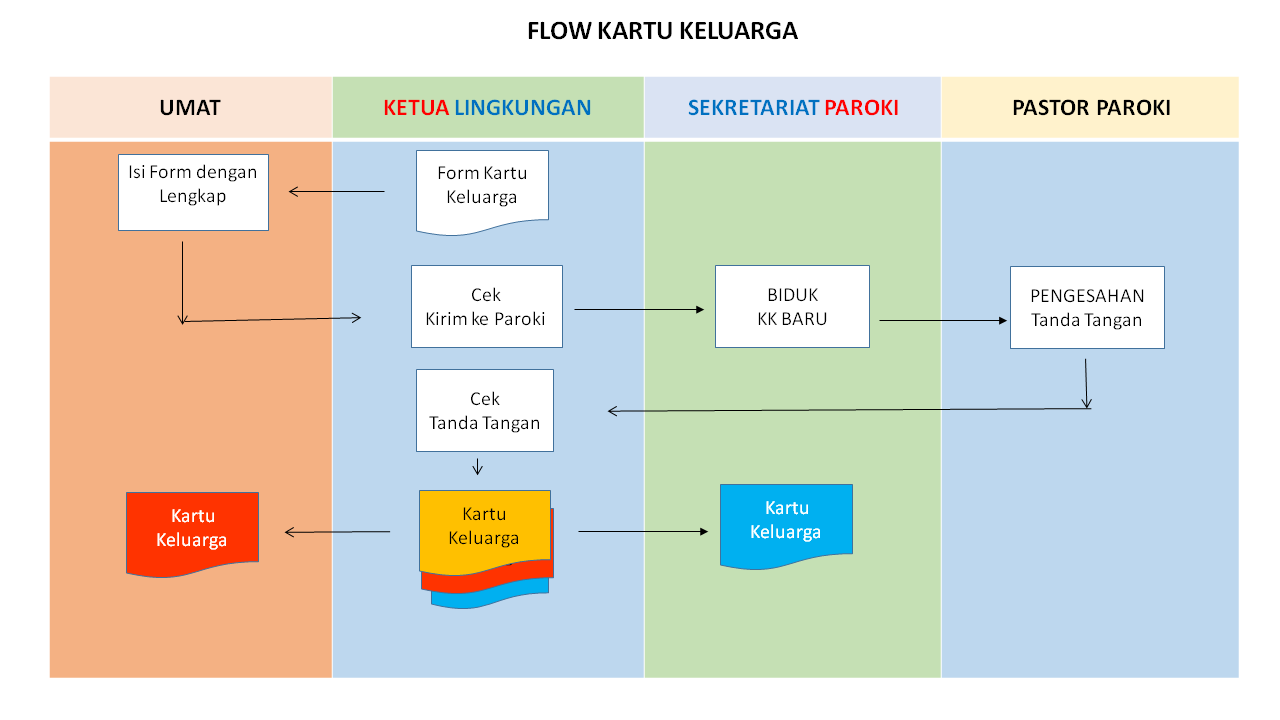 FLOW KARTU KELUARGA
UMAT
KETUA LINGKUNGAN
SEKRETARIAT PAROKI
PASTOR PAROKI
Isi Form dengan
Lengkap
Form Kartu
Keluarga
Cek
Kirim ke Paroki
BIDUK
KK BARU
PENGESAHAN
Tanda Tangan
Cek
Tanda Tangan
Kartu
Keluarga
Kartu
Keluarga
Kartu
Keluarga